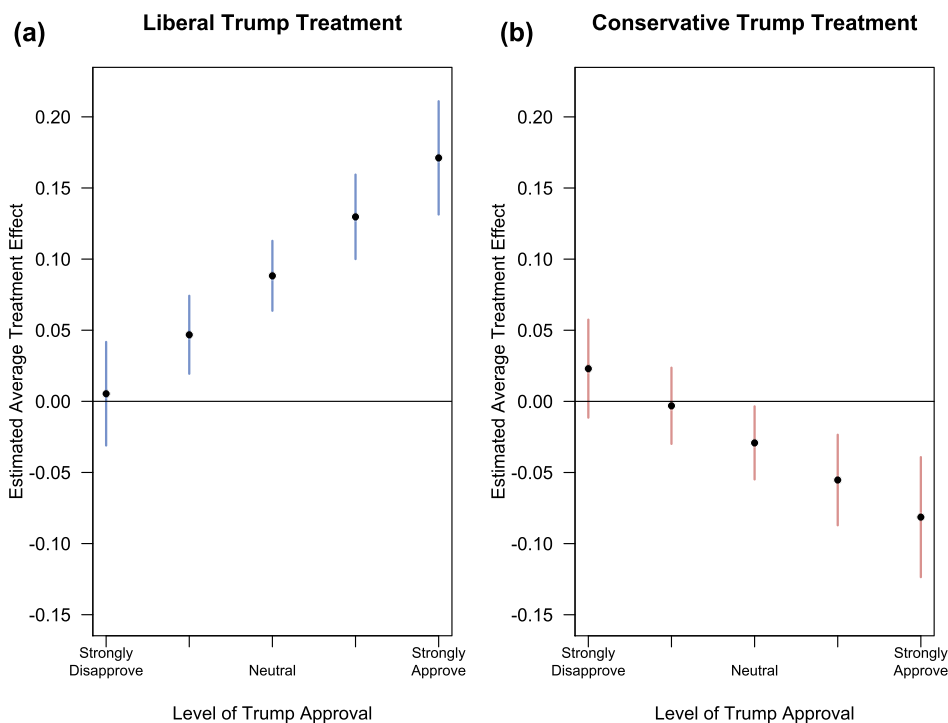 (a)
Liberal Trump Treatment
Estimated Average Treatment Effect
0.20
0.15
0.10
0.05
0.00
-0.05
-0.10
-0.15
Strongly
Disapprove
Neutral
Strongly
Approve
Level of Trump Approval
(b)
Conservative Trump Treatment
Estimated Average Treatment Effect
0.20
0.15
0.10
0.05
0.00
-0.05
-0.10
-0.15
Strongly
Disapprove
Neutral
Strongly
Approve
Level of Trump Approval